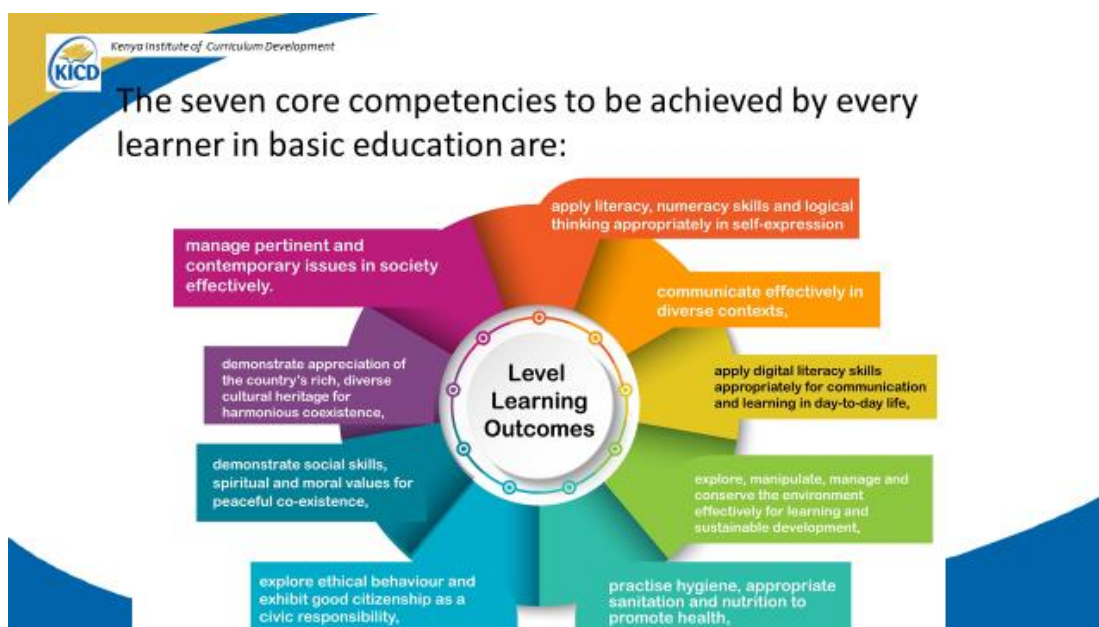 Kenya Institute of Curriculum Development
KICD
The seven core competencies to be achieved by every
learner in basic education are:
apply literacy, numeracy skills and logical
thinking appropriately in self-expression
communicate effectively in
diverse contexts,
apply digital literacy skills
appropriately for communication
and learning in day-to-day life,
explore, manipulate, manage and
conserve the environment
effectively for learning and
sustainable development,
practise hygiene, appropriate
sanitation and nutrition to
promote health,
explore ethical behaviour and
exhibit good citizenship as a
civic responsibility,
demonstrate social skills,
spiritual and moral values for
peaceful co-existence,
demonstrate appreciation of
the country's rich, diverse
cultural heritage for
harmonious coexistence,
manage pertinent and
contemporary issues in society
effectively.
Level
Learning
Outcomes